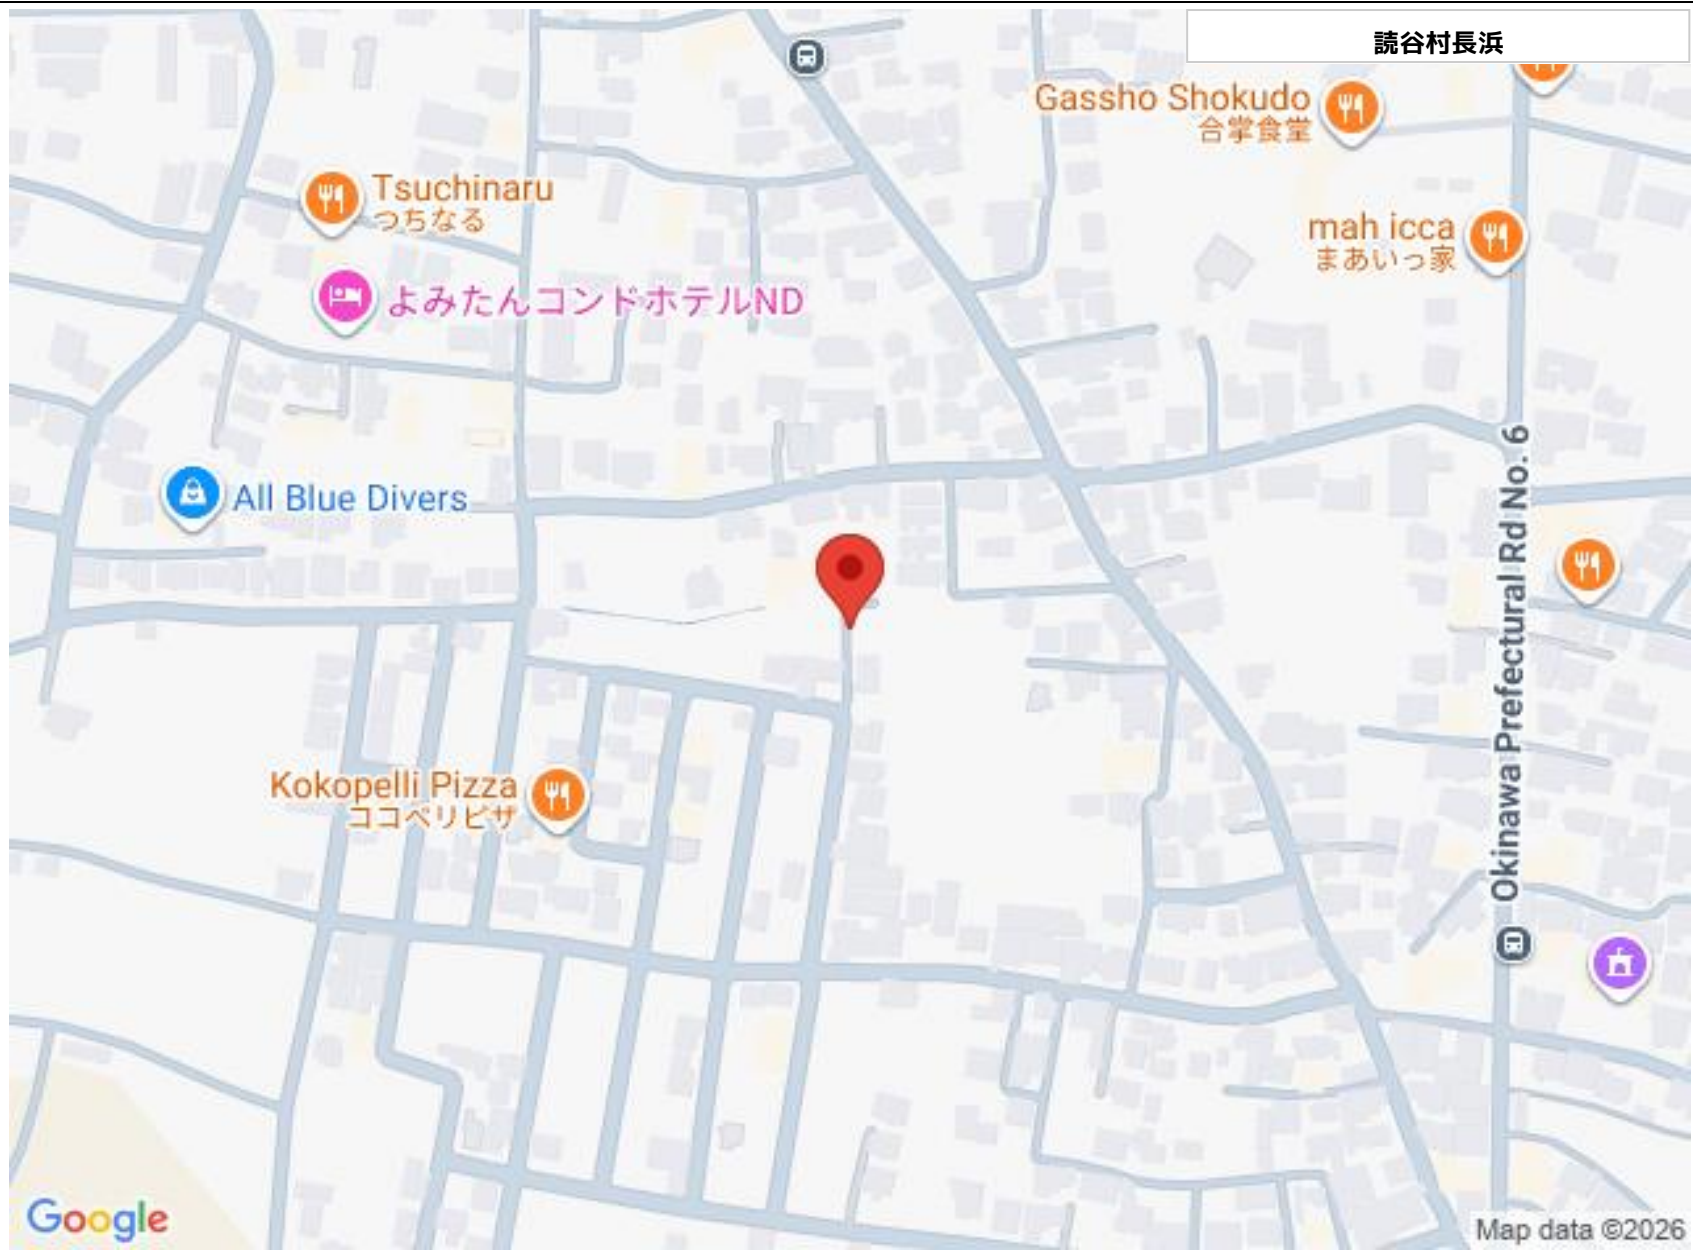 読谷村長浜
Gassho Shokudo
合掌食堂
Tsuchinaru
つちなる
mah icca
まあいっ家
よみたんコンドホテルND
Okinawa Prefectural Rd No. 6
All Blue Divers
Kokopelli Pizza
ココペリピザ
Google
Map data ©2026